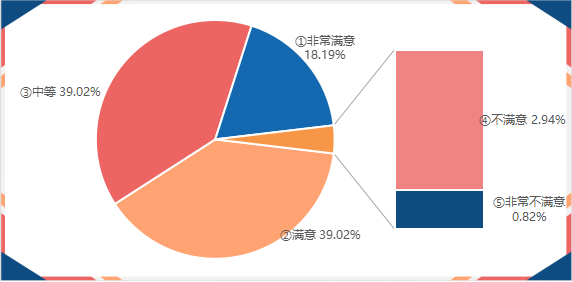 ①非常满意
18.19%
③中等 39.02%
④不满意 2.94%
⑤非常不满意
0.82%
②满意 39.02%